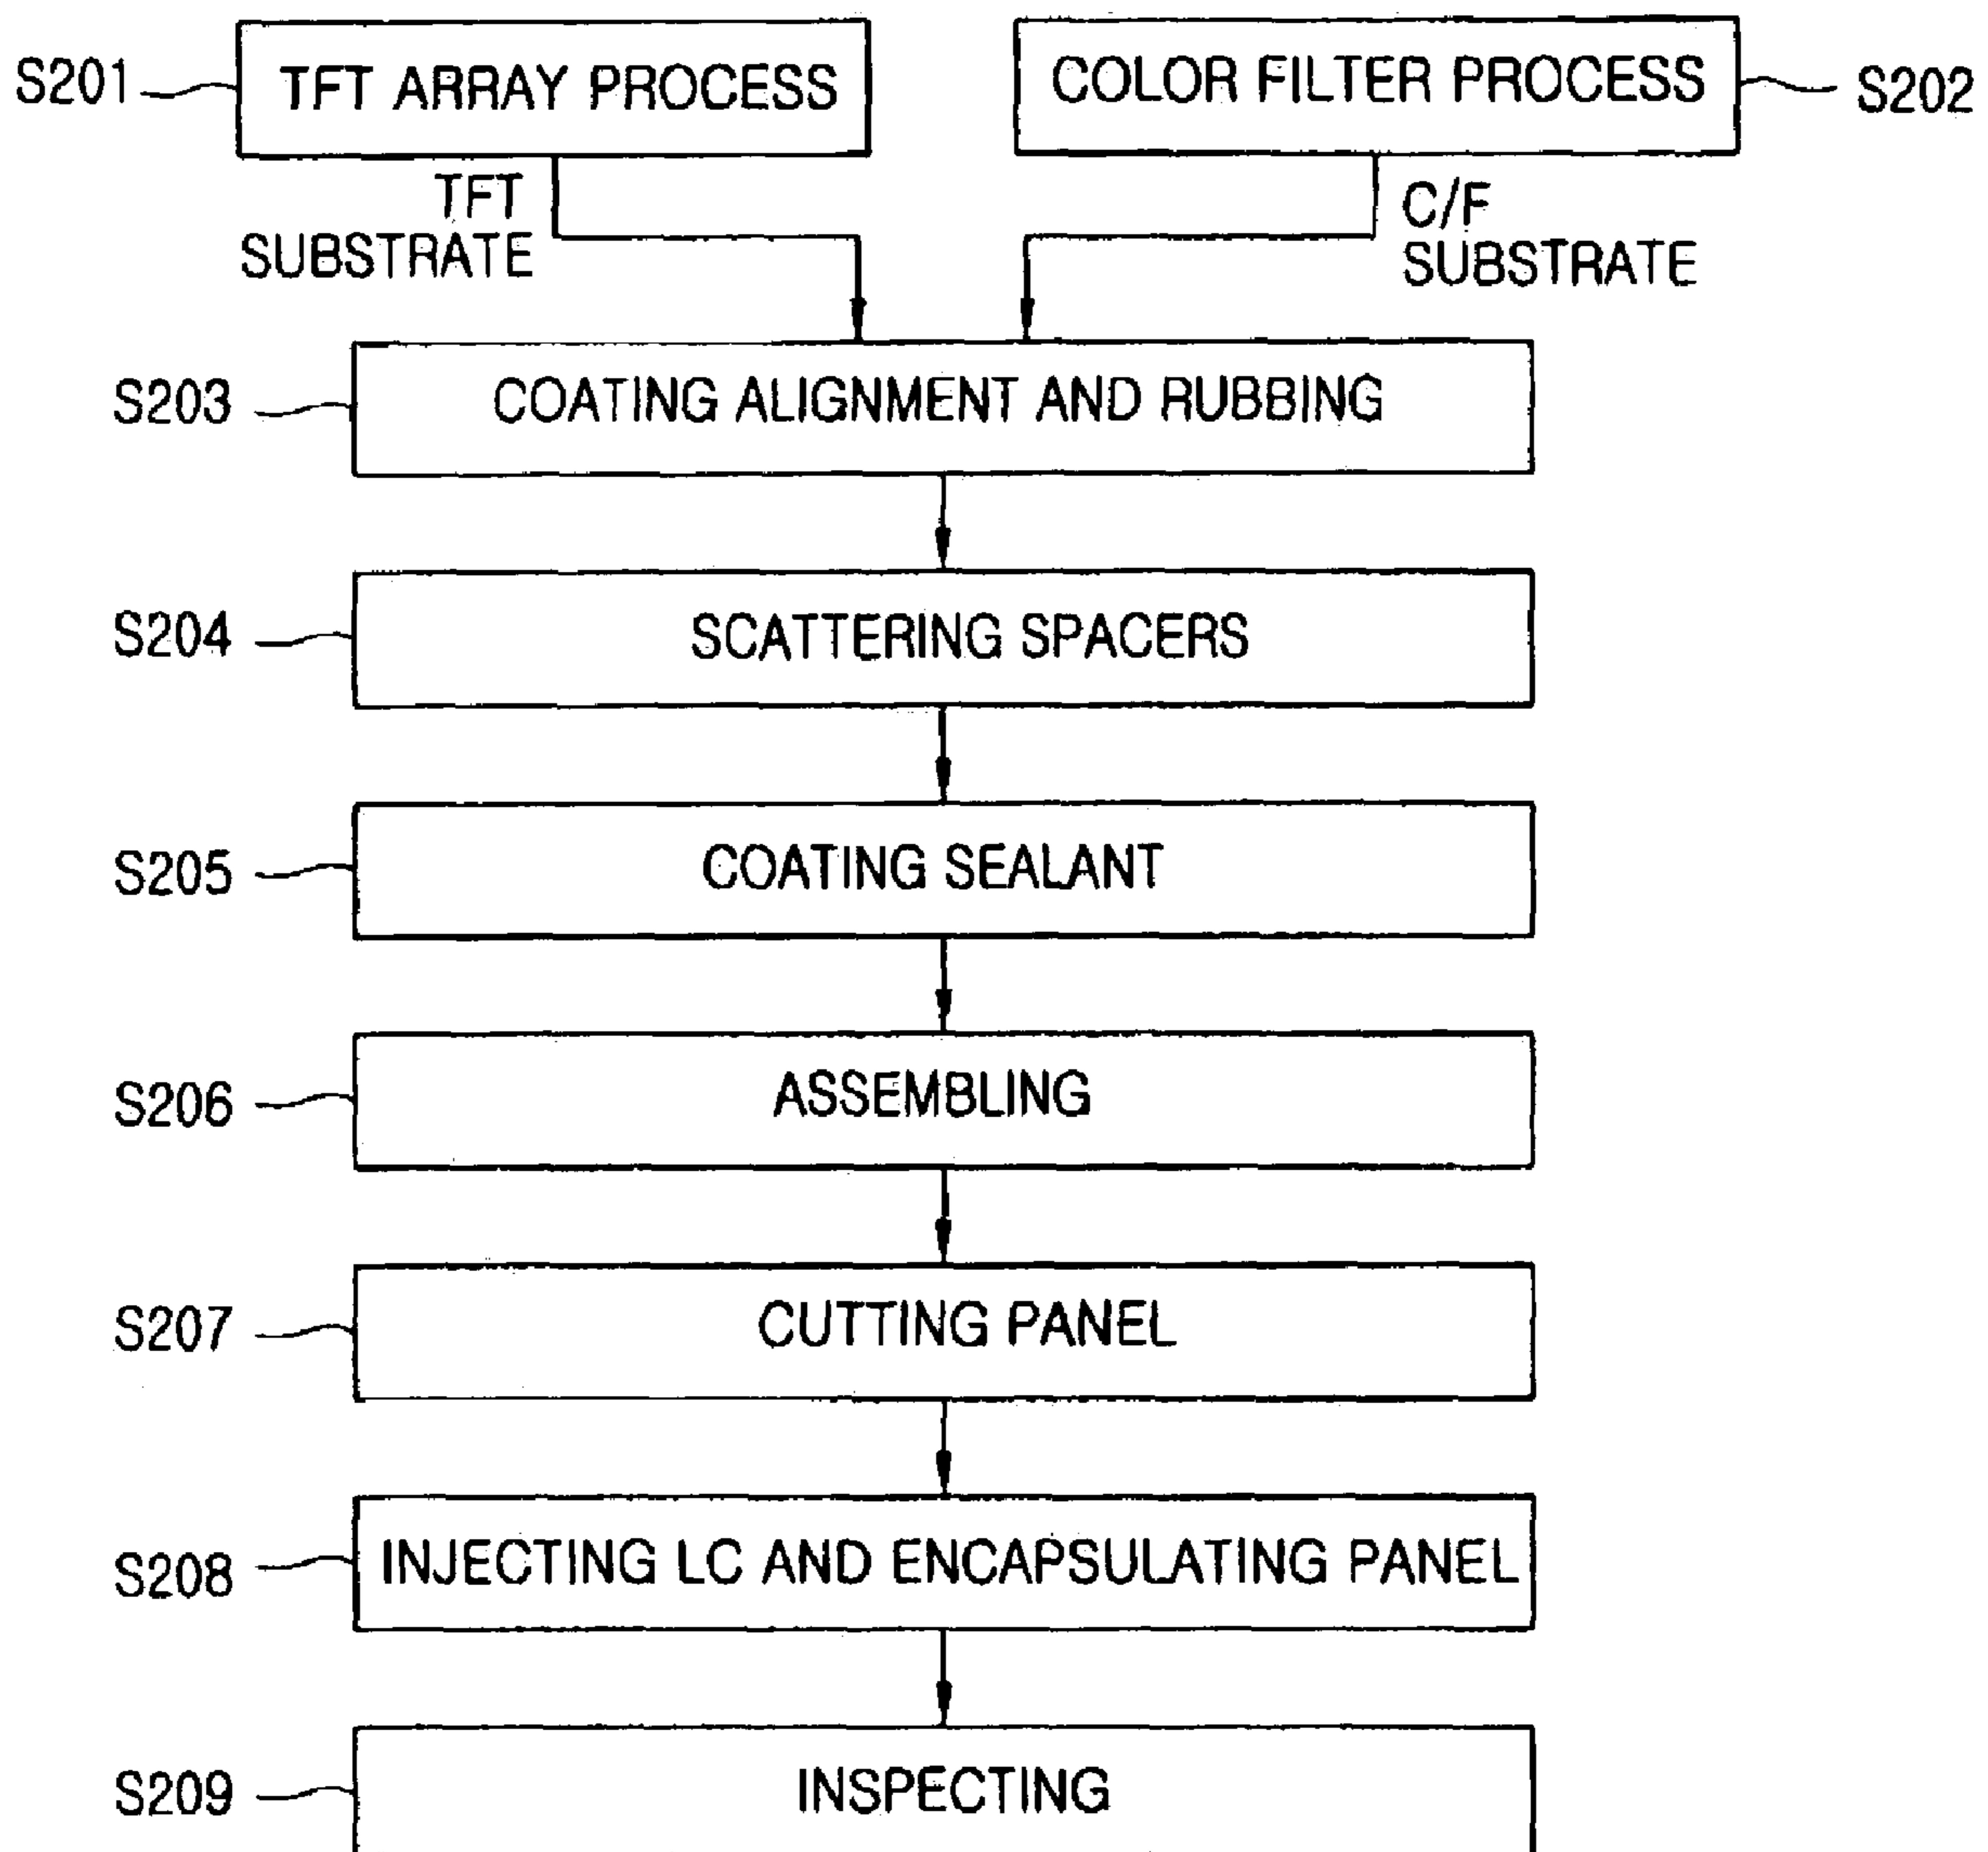 S201
TFT ARRAY PROCESS
COLOR FILTER PROCESS
S202
TFT
SUBSTRATE
C/F
SUBSTRATE
S203
COATING ALIGNMENT AND RUBBING
S204
SCATTERING SPACERS
S205
COATING SEALANT
S206
ASSEMBLING
S207
CUTTING PANEL
S208
INJECTING LC AND ENCAPSULATING PANEL
S209
INSPECTING